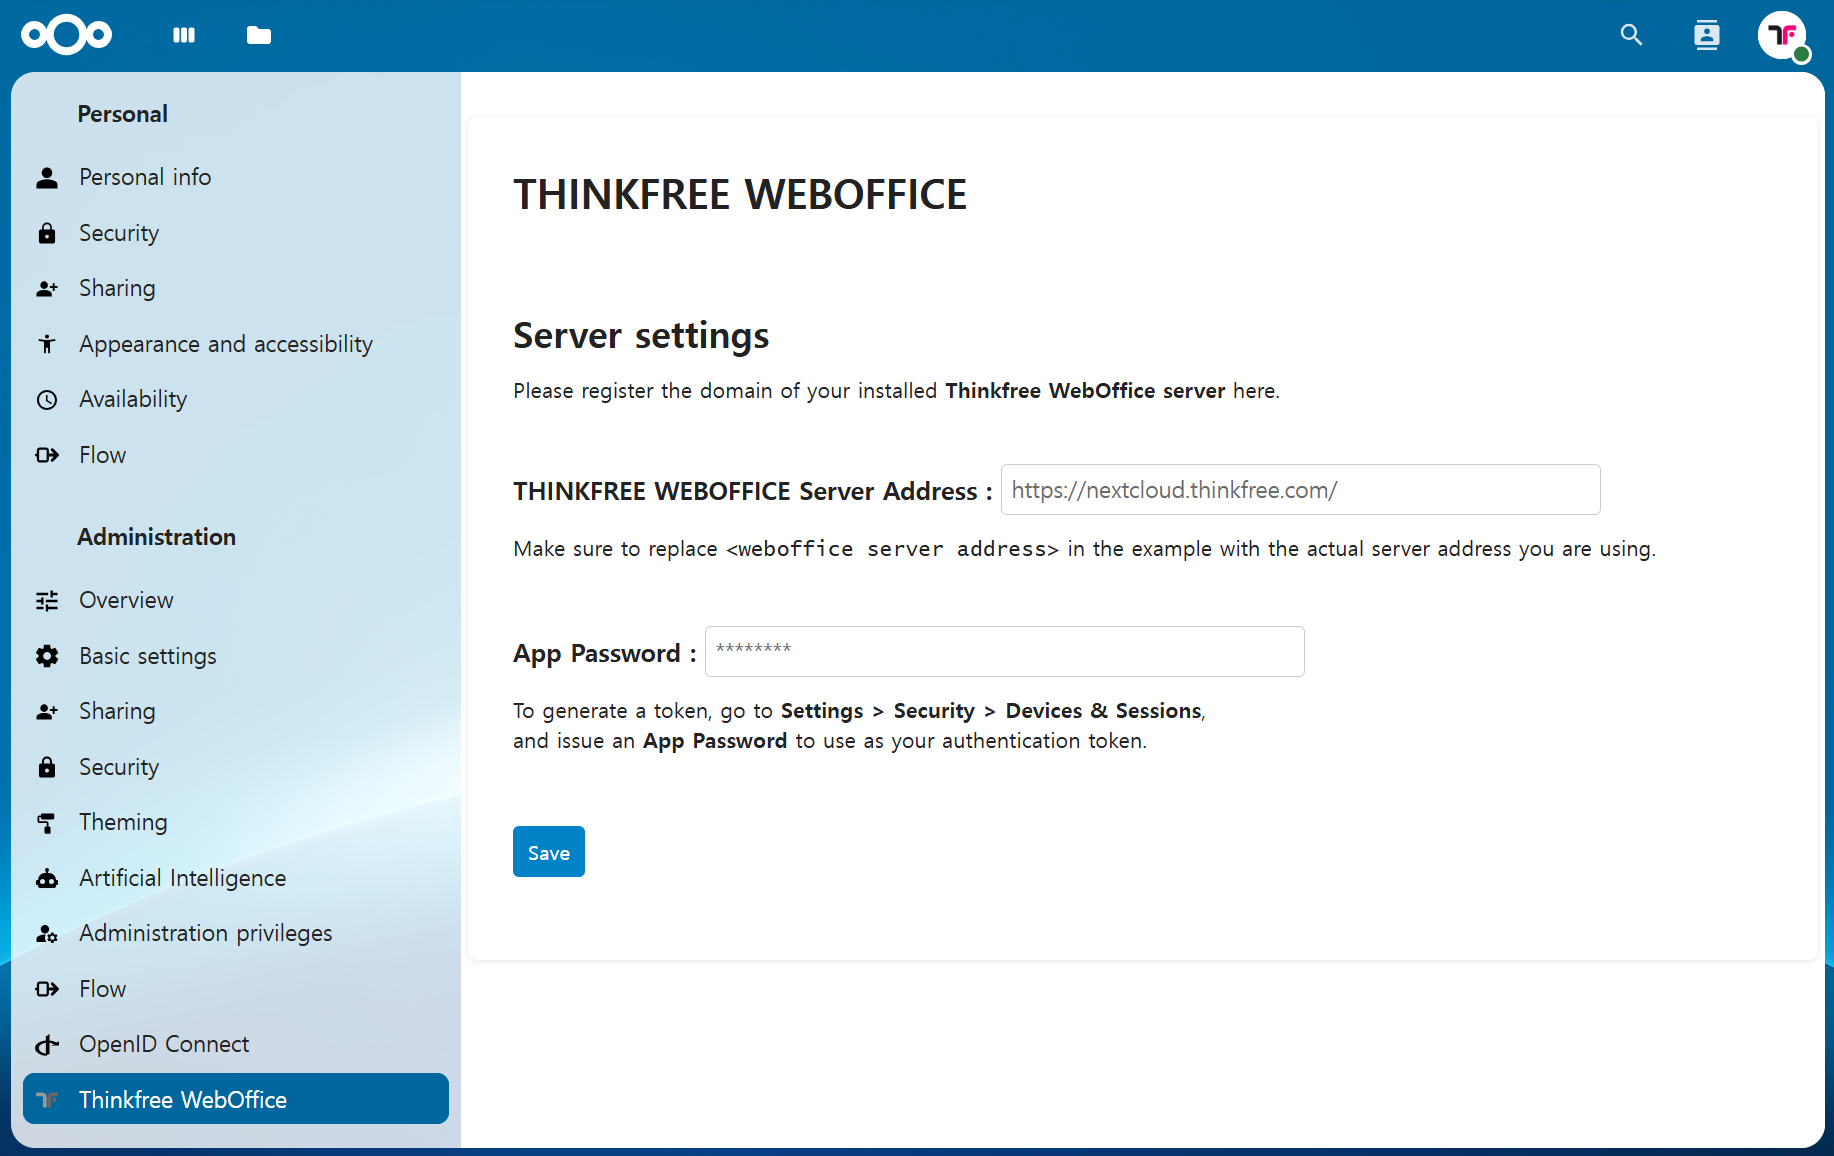 Personal
Personal info
Security
Sharing
Appearance and accessibility
Availability
Flow
Administration
Overview
Basic settings
Sharing
Security
Theming
Artificial Intelligence
Administration privileges
Flow
OpenID Connect
Thinkfree WebOffice
THINKFREE WEBOFFICE
Server settings
Please register the domain of your installed Thinkfree WebOffice server here.
THINKFREE WEBOFFICE Server Address : https://nextcloud.thinkfree.com/
Make sure to replace <weboffice server address> in the example with the actual server address you are using.
App Password : ********
To generate a token, go to Settings > Security > Devices & Sessions,
and issue an App Password to use as your authentication token.
Save